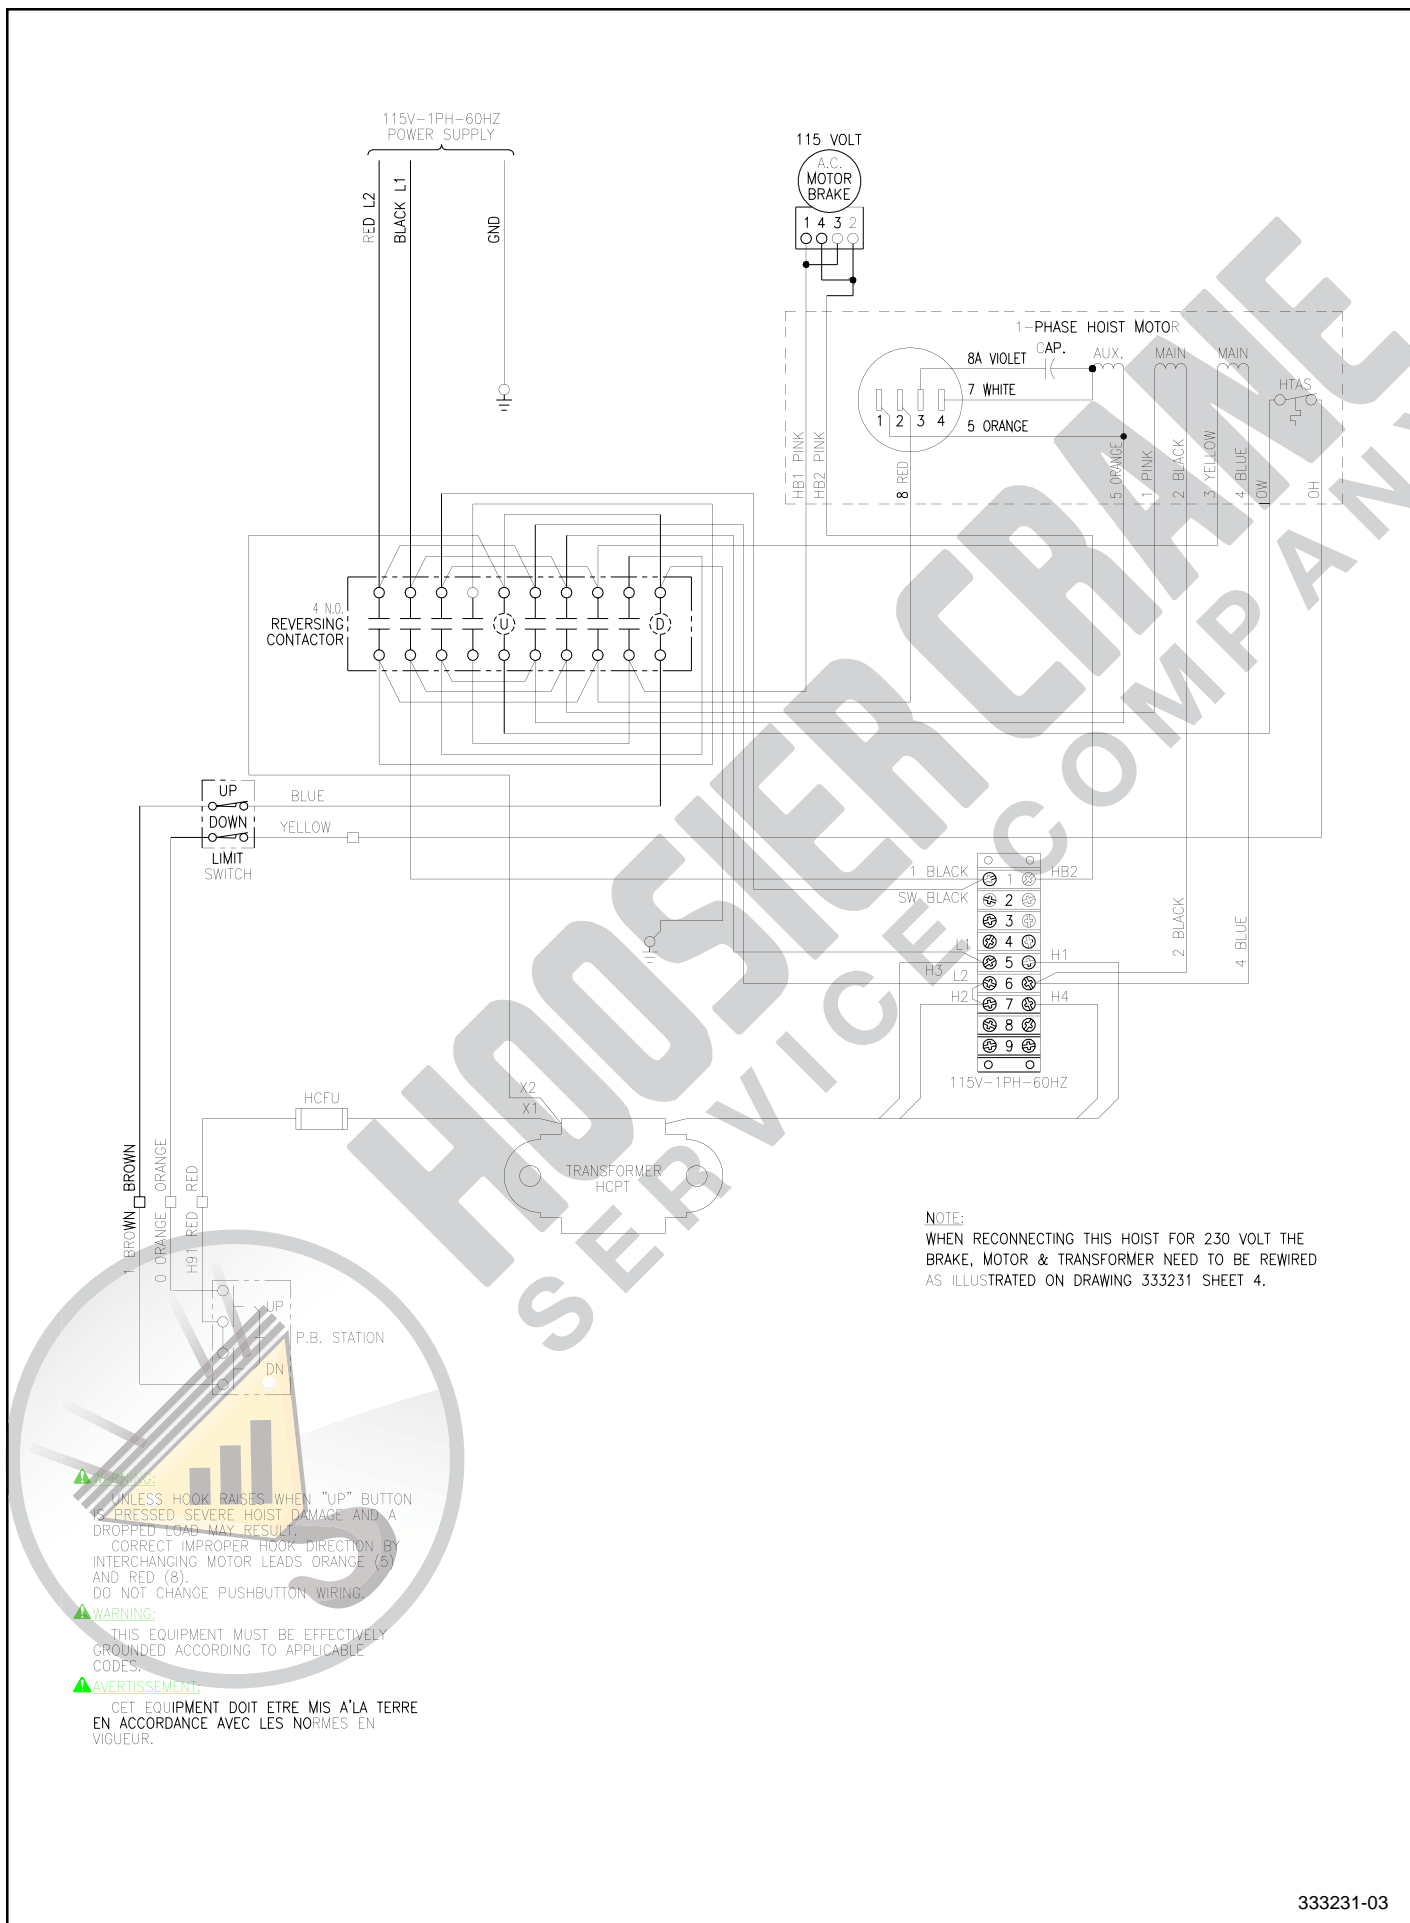 115V-1PH-60HZ
POWER SUPPLY
RED L2
BLACK L1
GND
115 VOLT
A.C.
MOTOR
BRAKE
1 4 3 2
1-PHASE HOIST MOTOR
8A VIOLET
CAP.
AUX.
MAIN
MAIN
7 WHITE
HTAS
1 2 3 4
5 ORANGE
HB1 PINK
HB2 PINK
8 RED
5 ORANGE
1 PINK
2 BLACK
3 YELLOW
4 BLUE
OW
OH
4 N.O.
REVERSING
CONTACTOR
U
D
UP
BLUE
DOWN
YELLOW
LIMIT
SWITCH
1 BLACK
1
HB2
SW BLACK
2
3
L1
4
5
H1
H3
L2
6
H2
7
H4
8
9
115V-1PH-60HZ
2 BLACK
4 BLUE
HCFU
X2
X1
TRANSFORMER
HCPT
BROWN
ORANGE
RED
1 BROWN
0 ORANGE
H91 RED
UP
P.B. STATION
DN
NOTE:
WHEN RECONNECTING THIS HOIST FOR 230 VOLT THE
BRAKE, MOTOR & TRANSFORMER NEED TO BE REWIRED
AS ILLUSTRATED ON DRAWING 333231 SHEET 4.
WARNING:
UNLESS HOOK RAISES WHEN "UP" BUTTON
IS PRESSED SEVERE HOIST DAMAGE AND A
DROPPED LOAD MAY RESULT.
CORRECT IMPROPER HOOK DIRECTION BY
INTERCHANGING MOTOR LEADS ORANGE (5)
AND RED (8).
DO NOT CHANGE PUSHBUTTON WIRING.
WARNING:
THIS EQUIPMENT MUST BE EFFECTIVELY
GROUNDED ACCORDING TO APPLICABLE
CODES.
AVERTISSEMENT:
CET EQUIPMENT DOIT ETRE MIS A'LA TERRE
EN ACCORDANCE AVEC LES NORMES EN
VIGUEUR.
HOOSIER CRANE
SERVICE COMPANY
333231-03